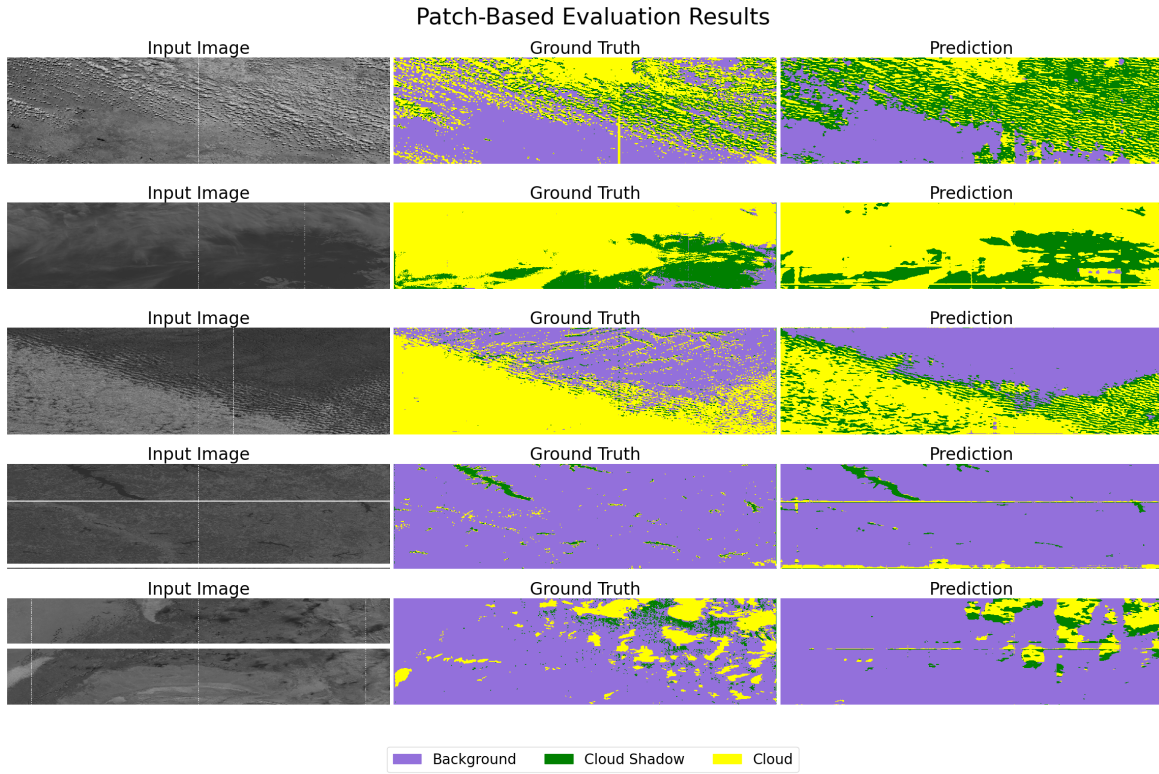 Patch-Based Evaluation Results
Input Image Ground Truth Prediction
Input Image Ground Truth Prediction
Input Image Ground Truth Prediction
Input Image Ground Truth Prediction
Input Image Ground Truth Prediction
Background Cloud Shadow Cloud